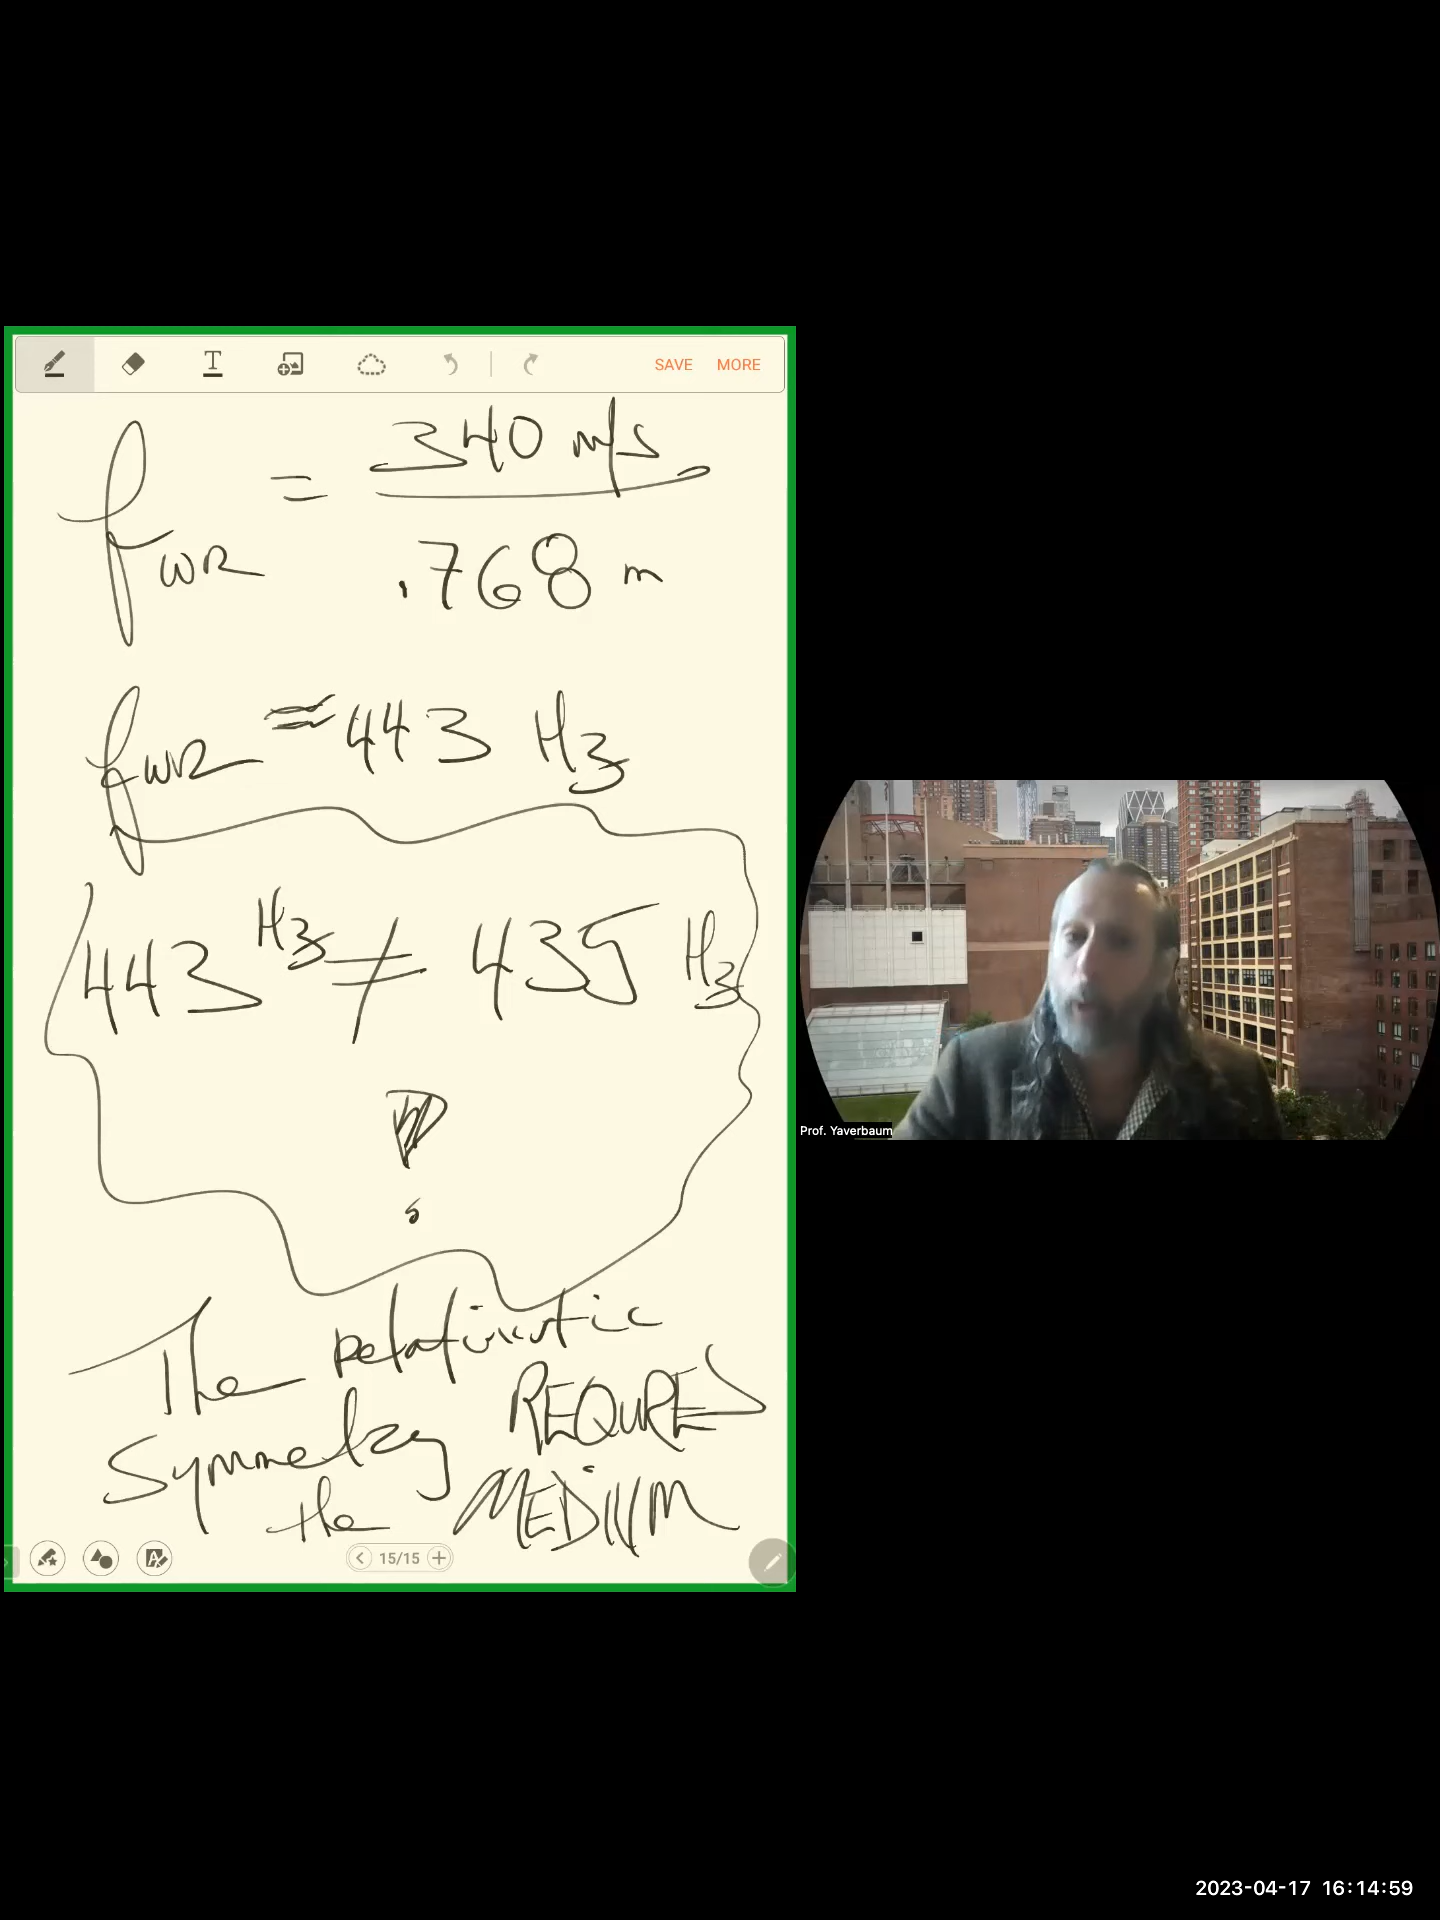 SAVE MORE
f_WR = 340 m/s / .768 m
f_WR ≈ 443 Hz
443 Hz ≠ 435 Hz
!
The relativistic
symmetry REQUIRES
the MEDIUM
15/15
Prof. Yaverbaum
2023-04-17 16:14:59